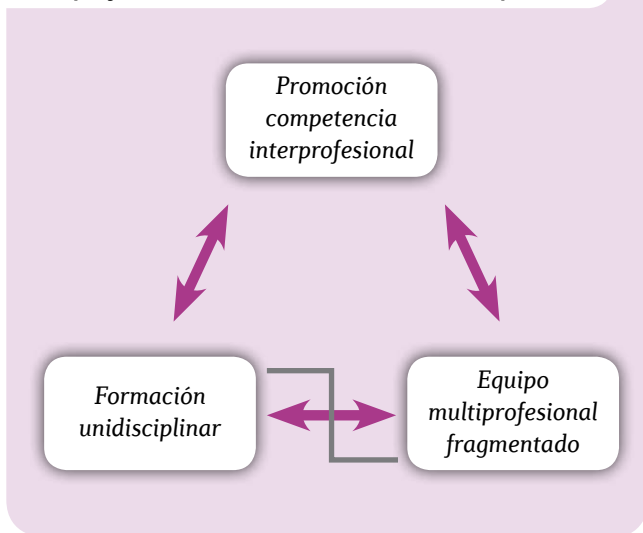 Promoción
competencia
interprofesional
Formación
unidisciplinar
Equipo
multiprofesional
fragmentado